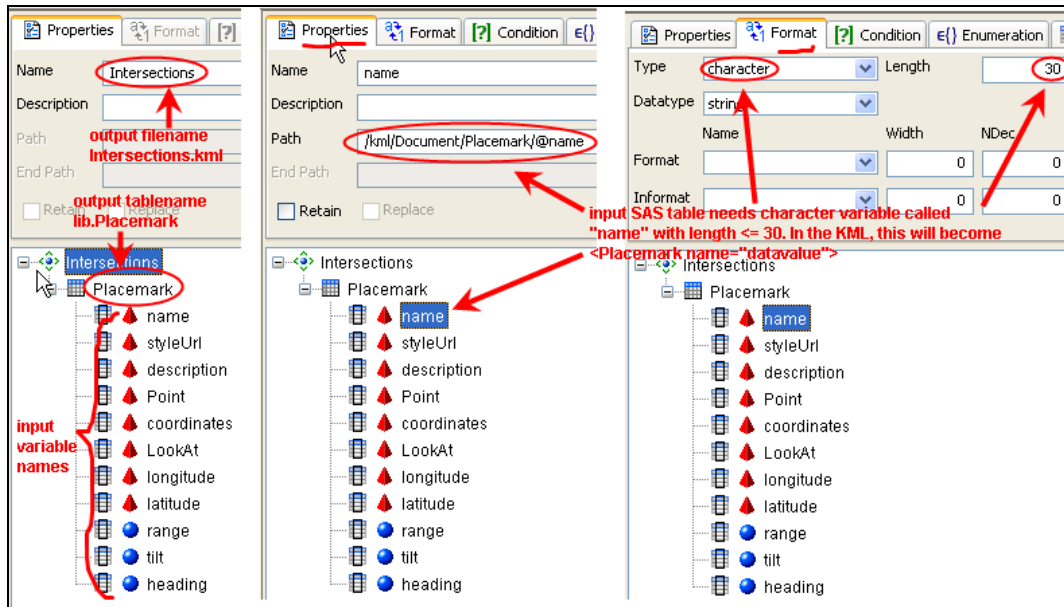 Properties
Format
[?]
Name
Intersections
Description
output filename
Intersections.kml
Path
End Path
output tablename
lib.Placemark
Retain
Replace
Intersections
Placemark
name
styleUrl
description
Point
coordinates
LookAt
longitude
latitude
range
tilt
heading
input
variable
names
Properties
Format
[?] Condition
ε{}
Name
name
Description
Path
/kml/Document/Placemark/@name
End Path
Retain
Replace
Intersections
Placemark
name
styleUrl
description
Point
coordinates
LookAt
longitude
latitude
range
tilt
heading
Properties
Format
[?] Condition
ε{} Enumeration
Type
character
Length
30
Datatype
string
Name
Width
NDec
Format
0
0
Informat
0
0
input SAS table needs character variable called
"name" with length <= 30. In the KML, this will become
<Placemark name="datavalue">
Intersections
Placemark
name
styleUrl
description
Point
coordinates
LookAt
longitude
latitude
range
tilt
heading